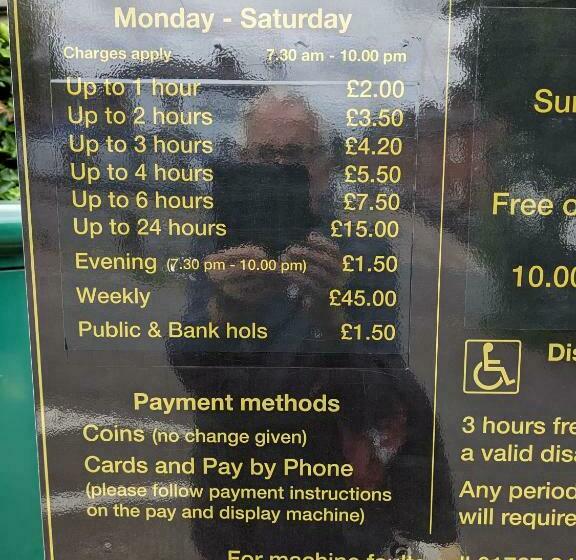 Monday - Saturday
Charges apply 7.30 am - 10.00 pm
Up to 1 hour £2.00
Up to 2 hours £3.50
Up to 3 hours £4.20
Up to 4 hours £5.50
Up to 6 hours £7.50
Up to 24 hours £15.00
Evening (7.30 pm - 10.00 pm) £1.50
Weekly £45.00
Public & Bank hols £1.50
Payment methods
Coins (no change given)
Cards and Pay by Phone
(please follow payment instructions
on the pay and display machine)
For machine
Free
10.00
3 hours
a valid
Any period
will require